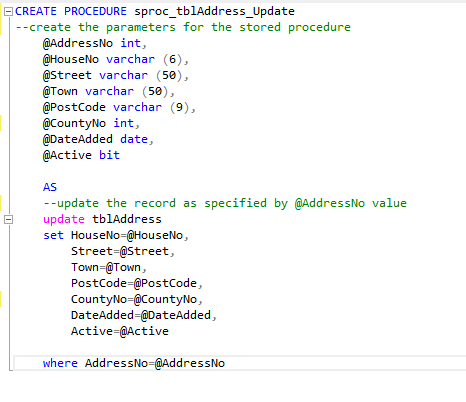 CREATE PROCEDURE sproc_tblAddress_Update
--create the parameters for the stored procedure
@AddressNo int,
@HouseNo varchar (6),
@Street varchar (50),
@Town varchar (50),
@PostCode varchar (9),
@CountyNo int,
@DateAdded date,
@Active bit
AS
--update the record as specified by @AddressNo value
update tblAddress
set HouseNo=@HouseNo,
Street=@Street,
Town=@Town,
PostCode=@PostCode,
CountyNo=@CountyNo,
DateAdded=@DateAdded,
Active=@Active
where AddressNo=@AddressNo